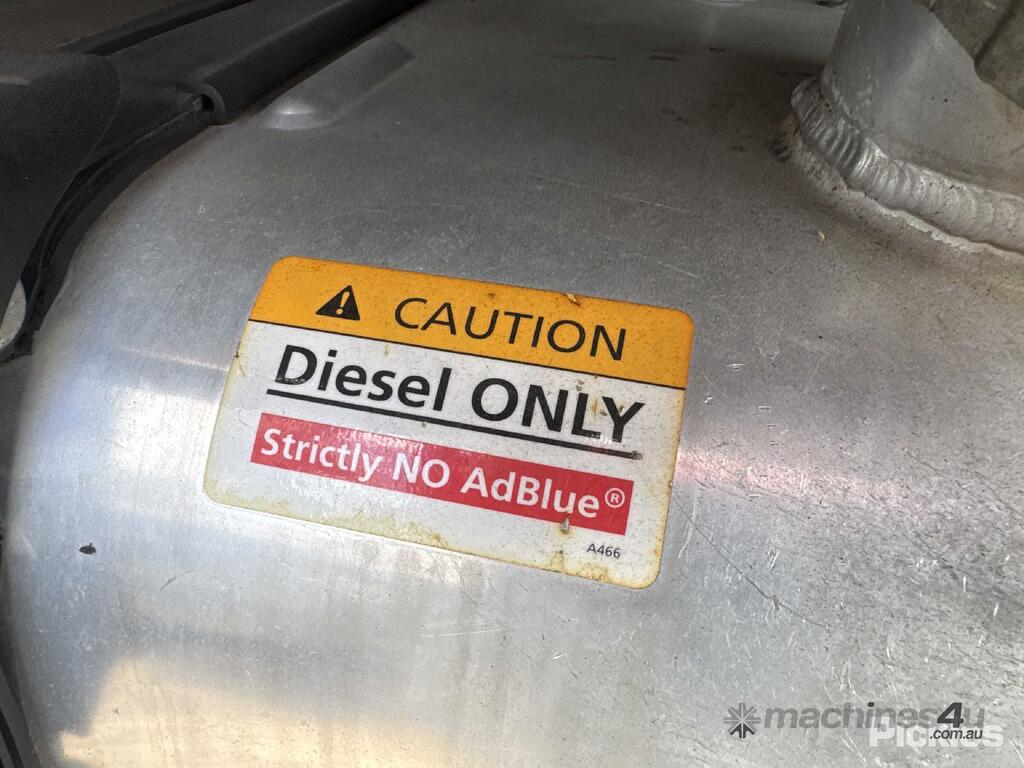 CAUTION
Diesel ONLY
Strictly NO AdBlue®
A466
machines4u
.com.au
Pickles